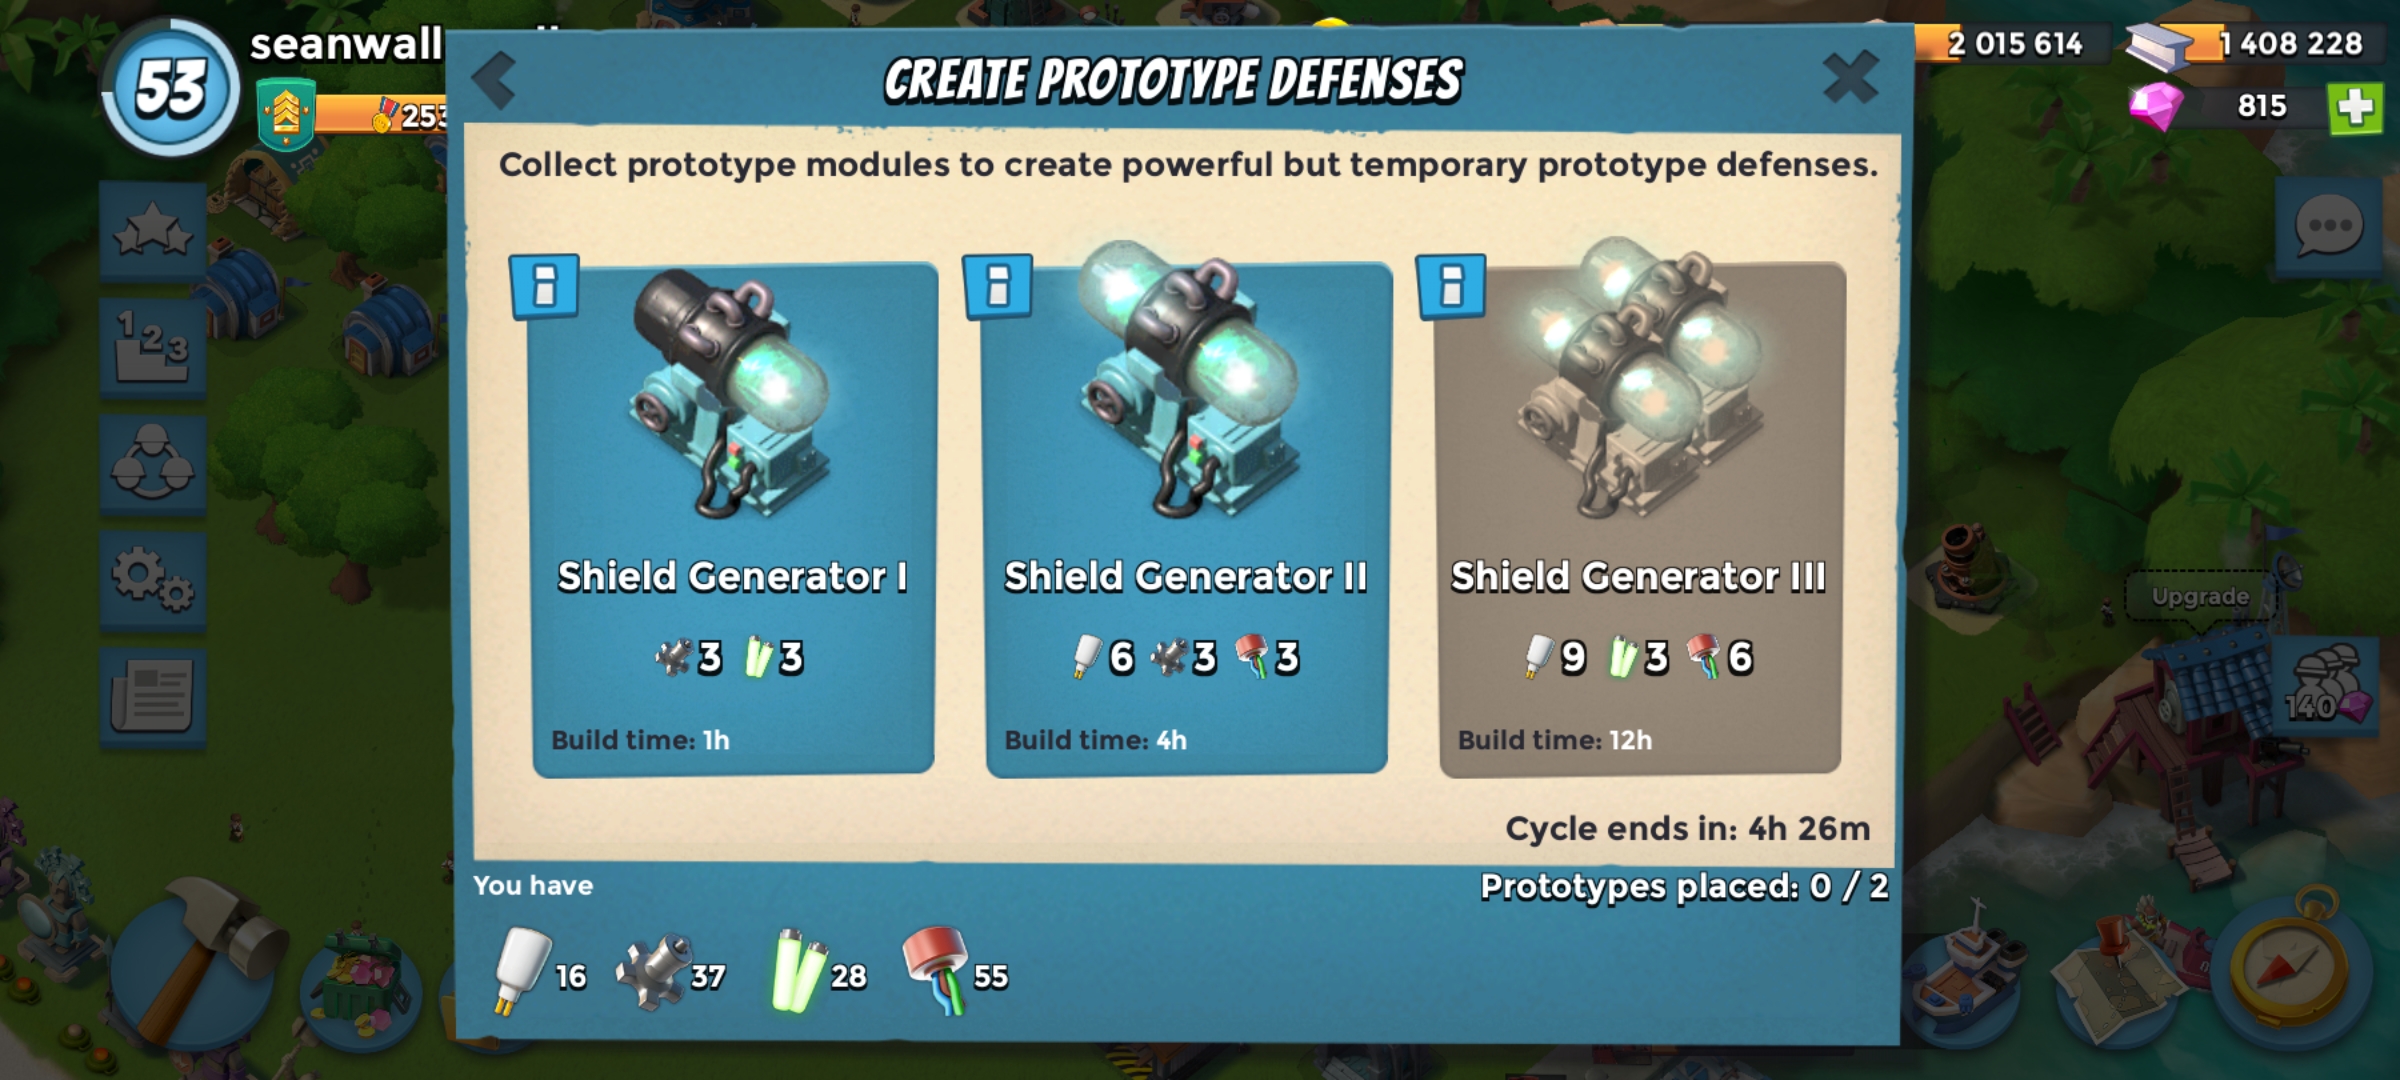 53
seanwall
253
2 015 614
1 408 228
815
CREATE PROTOTYPE DEFENSES
Collect prototype modules to create powerful but temporary prototype defenses.
i
i
i
123
Shield Generator I
3 3
Build time: 1h
Shield Generator II
6 3 3
Build time: 4h
Shield Generator III
9 3 6
Build time: 12h
Upgrade
140
Cycle ends in: 4h 26m
You have
Prototypes placed: 0 / 2
16 37 28 55